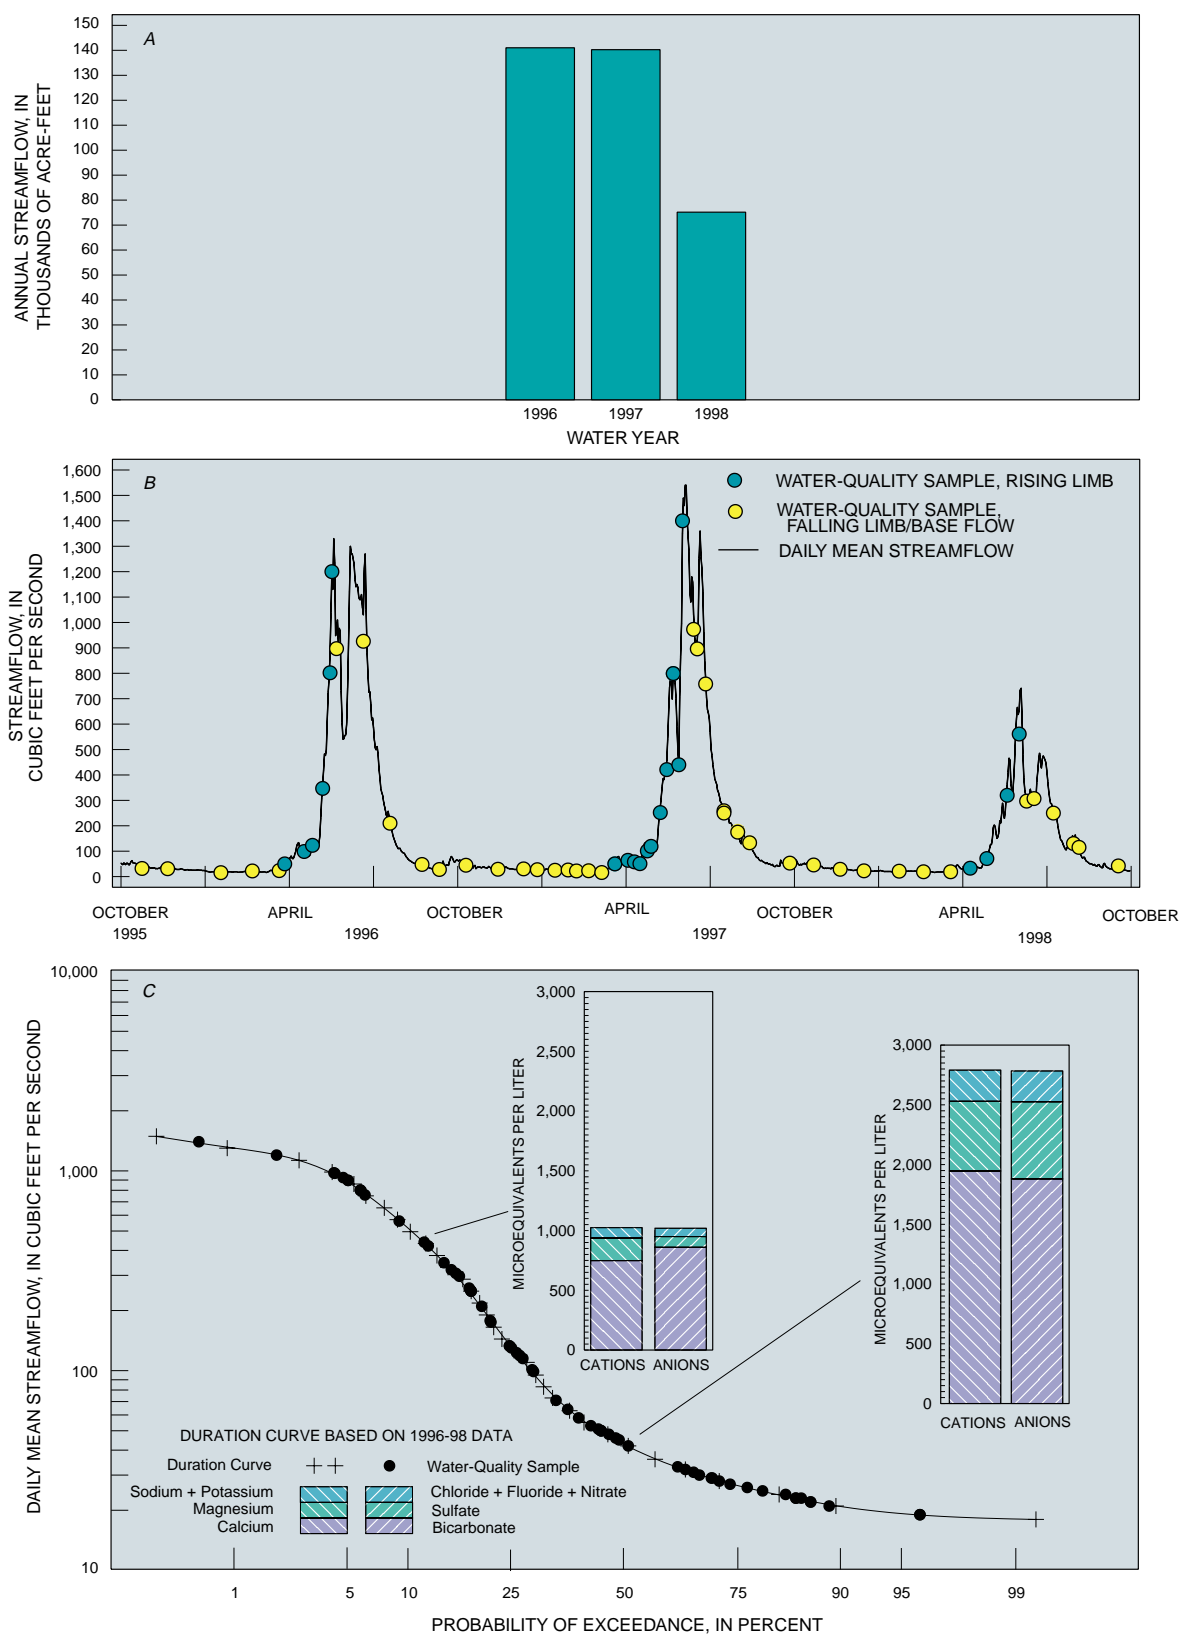 A
ANNUAL STREAMFLOW, IN
THOUSANDS OF ACRE-FEET
150
140
130
120
110
100
90
80
70
60
50
40
30
20
10
0
1996
1997
1998
WATER YEAR
B
STREAMFLOW, IN
CUBIC FEET PER SECOND
1,600
1,500
1,400
1,300
1,200
1,100
1,000
900
800
700
600
500
400
300
200
100
0
WATER-QUALITY SAMPLE, RISING LIMB
WATER-QUALITY SAMPLE,
FALLING LIMB/BASE FLOW
DAILY MEAN STREAMFLOW
OCTOBER
APRIL
OCTOBER
APRIL
OCTOBER
APRIL
OCTOBER
1995
1996
1997
1998
C
DAILY MEAN STREAMFLOW, IN CUBIC FEET PER SECOND
10,000
1,000
100
10
MICROEQUIVALENTS PER LITER
3,000
2,500
2,000
1,500
1,000
500
0
CATIONS
ANIONS
MICROEQUIVALENTS PER LITER
3,000
2,500
2,000
1,500
1,000
500
0
CATIONS
ANIONS
DURATION CURVE BASED ON 1996-98 DATA
Duration Curve
Water-Quality Sample
Sodium + Potassium
Chloride + Fluoride + Nitrate
Magnesium
Sulfate
Calcium
Bicarbonate
1
5
10
25
50
75
90
95
99
PROBABILITY OF EXCEEDANCE, IN PERCENT